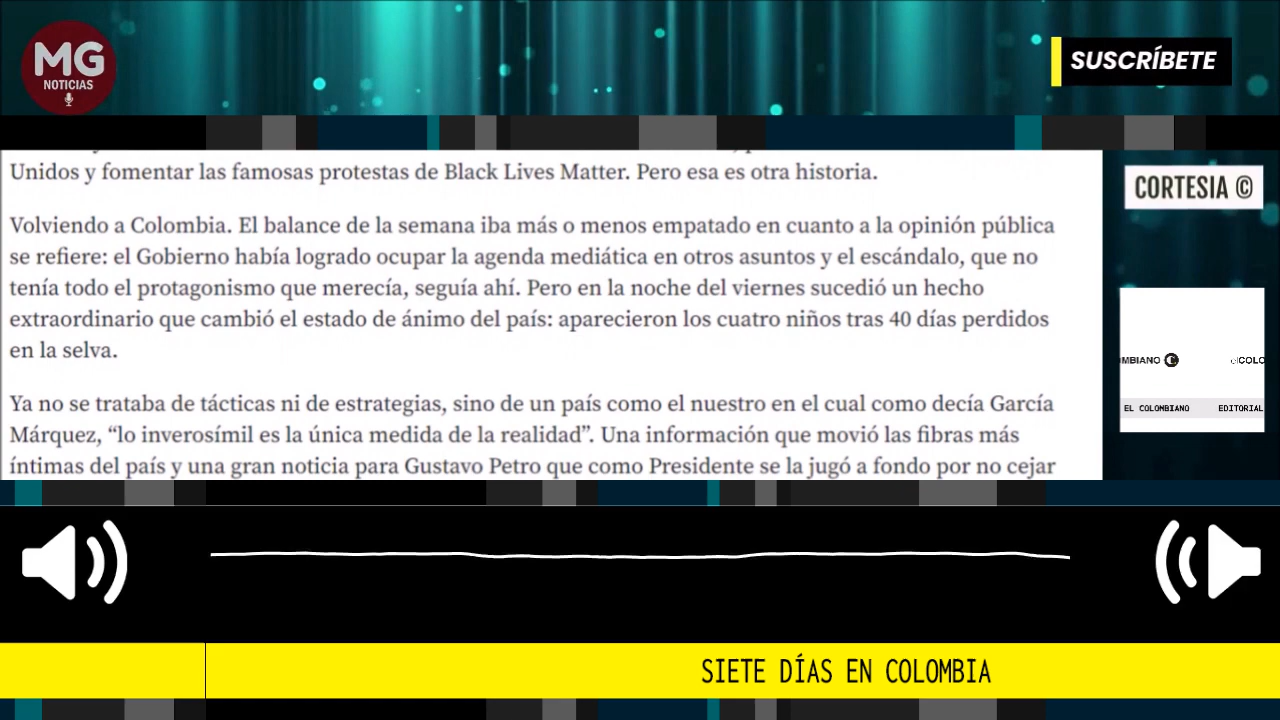 MG
NOTICIAS
SUSCRÍBETE
Unidos y fomentar las famosas protestas de Black Lives Matter. Pero esa es otra historia.
CORTESIA ©
Volviendo a Colombia. El balance de la semana iba más o menos empatado en cuanto a la opinión pública
se refiere: el Gobierno había logrado ocupar la agenda mediática en otros asuntos y el escándalo, que no
tenía todo el protagonismo que merecía, seguía ahí. Pero en la noche del viernes sucedió un hecho
extraordinario que cambió el estado de ánimo del país: aparecieron los cuatro niños tras 40 días perdidos
en la selva.
MBIANO
elCOLO
EL COLOMBIANO EDITORIAL
Ya no se trataba de tácticas ni de estrategias, sino de un país como el nuestro en el cual como decía García
Márquez, “lo inverosímil es la única medida de la realidad”. Una información que movió las fibras más
íntimas del país y una gran noticia para Gustavo Petro que como Presidente se la jugó a fondo por no cejar
SIETE DÍAS EN COLOMBIA